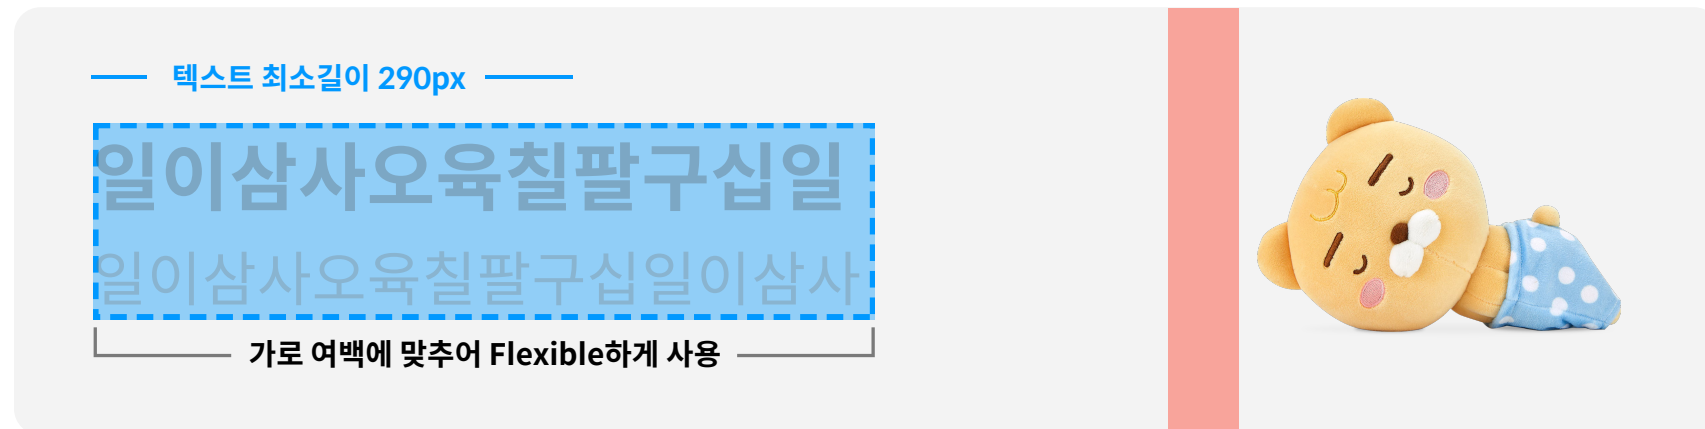 텍스트 최소길이 290px
일이삼사오육칠팔구십일
일이삼사오육칠팔구십일이삼사
가로 여백에 맞추어 Flexible하게 사용